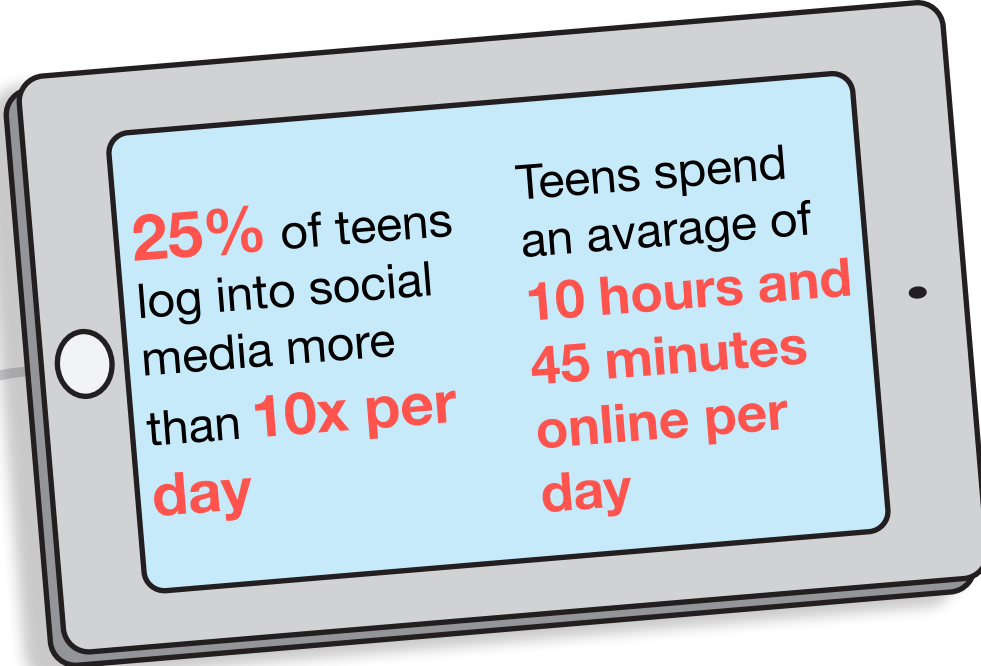 25% of teens
log into social
media more
than 10x per
day
Teens spend
an avarage of
10 hours and
45 minutes
online per
day